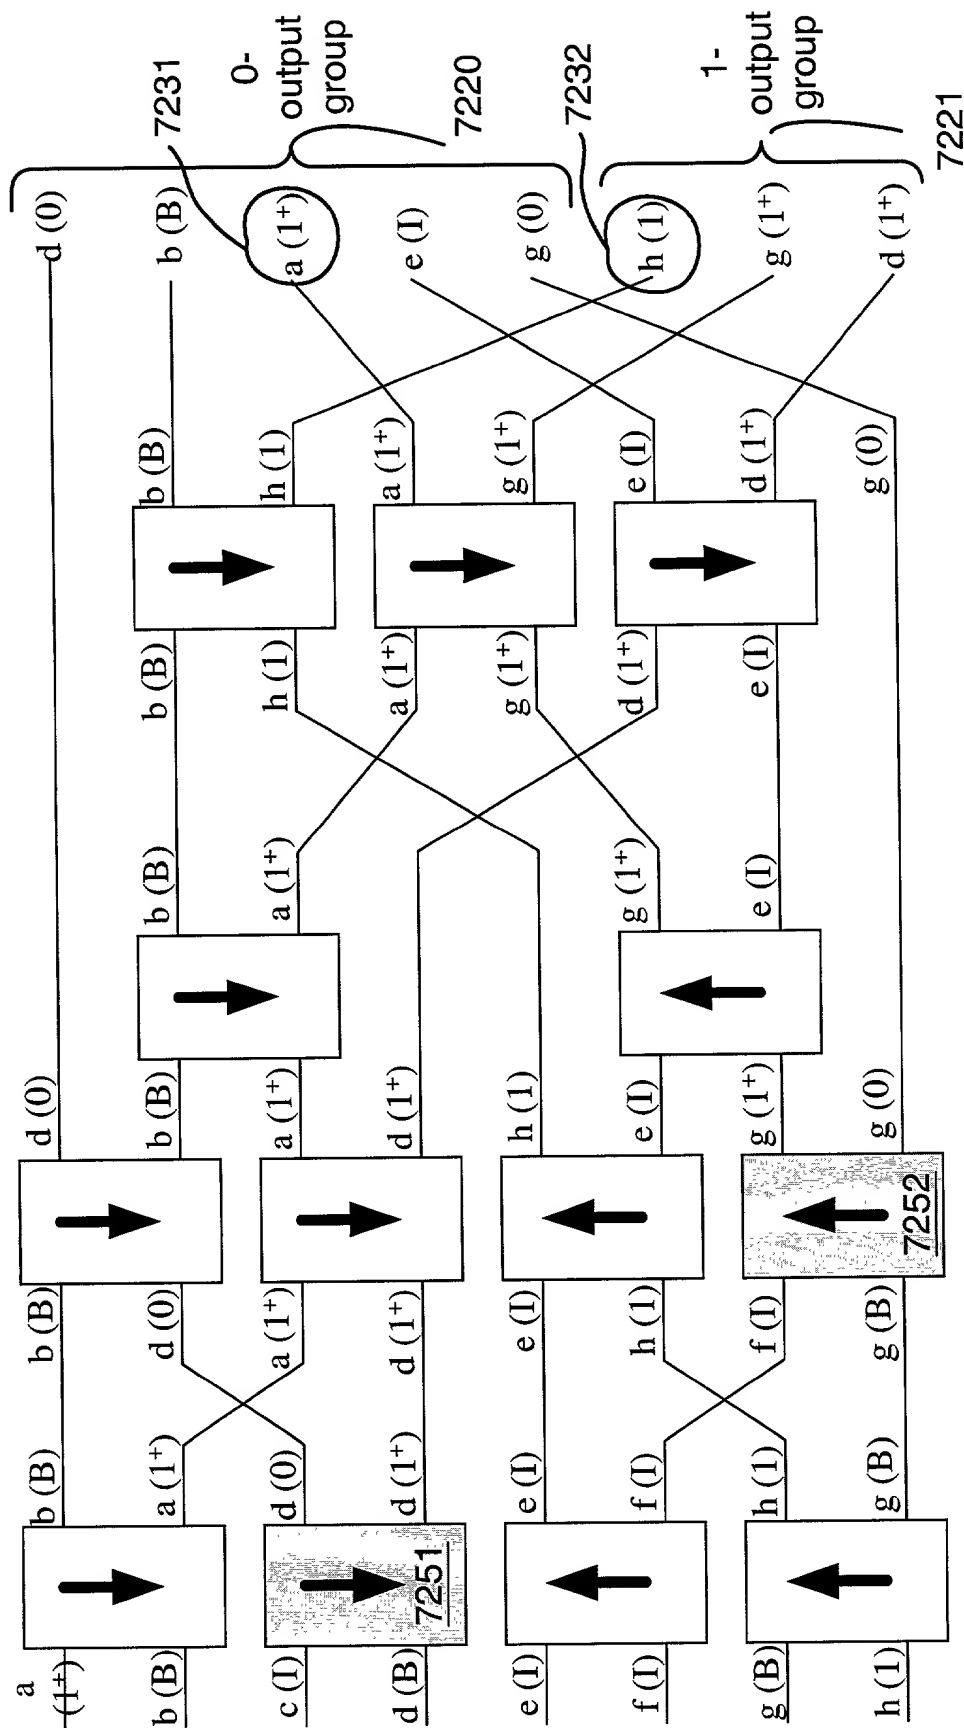 a
(1+)
b (B)
c (I)
d (B)
e (I)
f (I)
g (B)
h (1)
7251
b (B)
a (1+)
d (0)
d (1+)
e (I)
f (I)
h (1)
g (B)
b (B)
d (0)
a (1+)
d (1+)
e (I)
h (1)
f (I)
g (B)
7252
d (0)
b (B)
a (1+)
d (1+)
h (1)
e (I)
g (1+)
g (0)
b (B)
a (1+)
g (1+)
e (I)
b (B)
h (1)
a (1+)
g (1+)
d (1+)
e (I)
b (B)
h (1)
a (1+)
g (1+)
e (I)
d (1+)
g (0)
d (0)
b (B)
a (1+)
e (I)
g (0)
h (1)
g (1+)
d (1+)
7231
0-
output
group
7220
7232
1-
output
group
7221